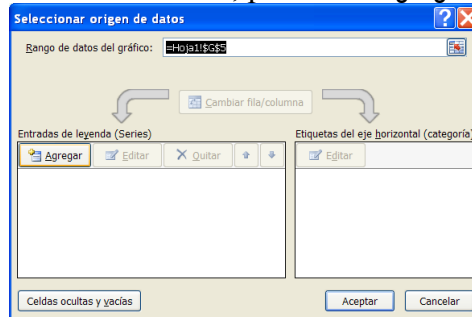 Seleccionar origen de datos
Rango de datos del gráfico: =Hoja1!$G$5
Cambiar fila/columna
Entradas de leyenda (Series)
Etiquetas del eje horizontal (categoría)
Agregar Editar Quitar
Editar
Celdas ocultas y vacías
Aceptar Cancelar